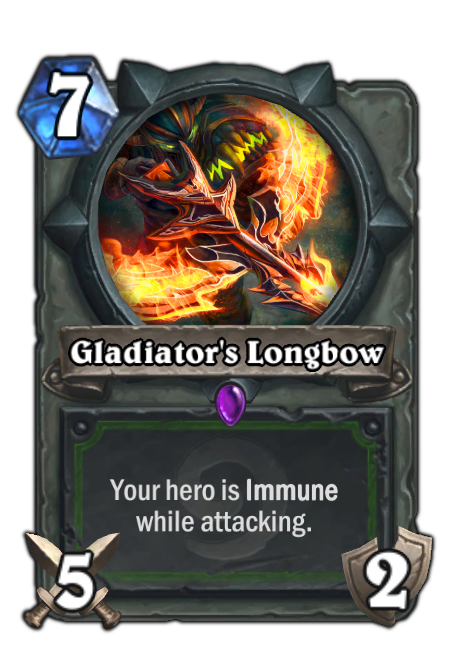 7
Gladiator's Longbow
Your hero is Immune
while attacking.
5
2